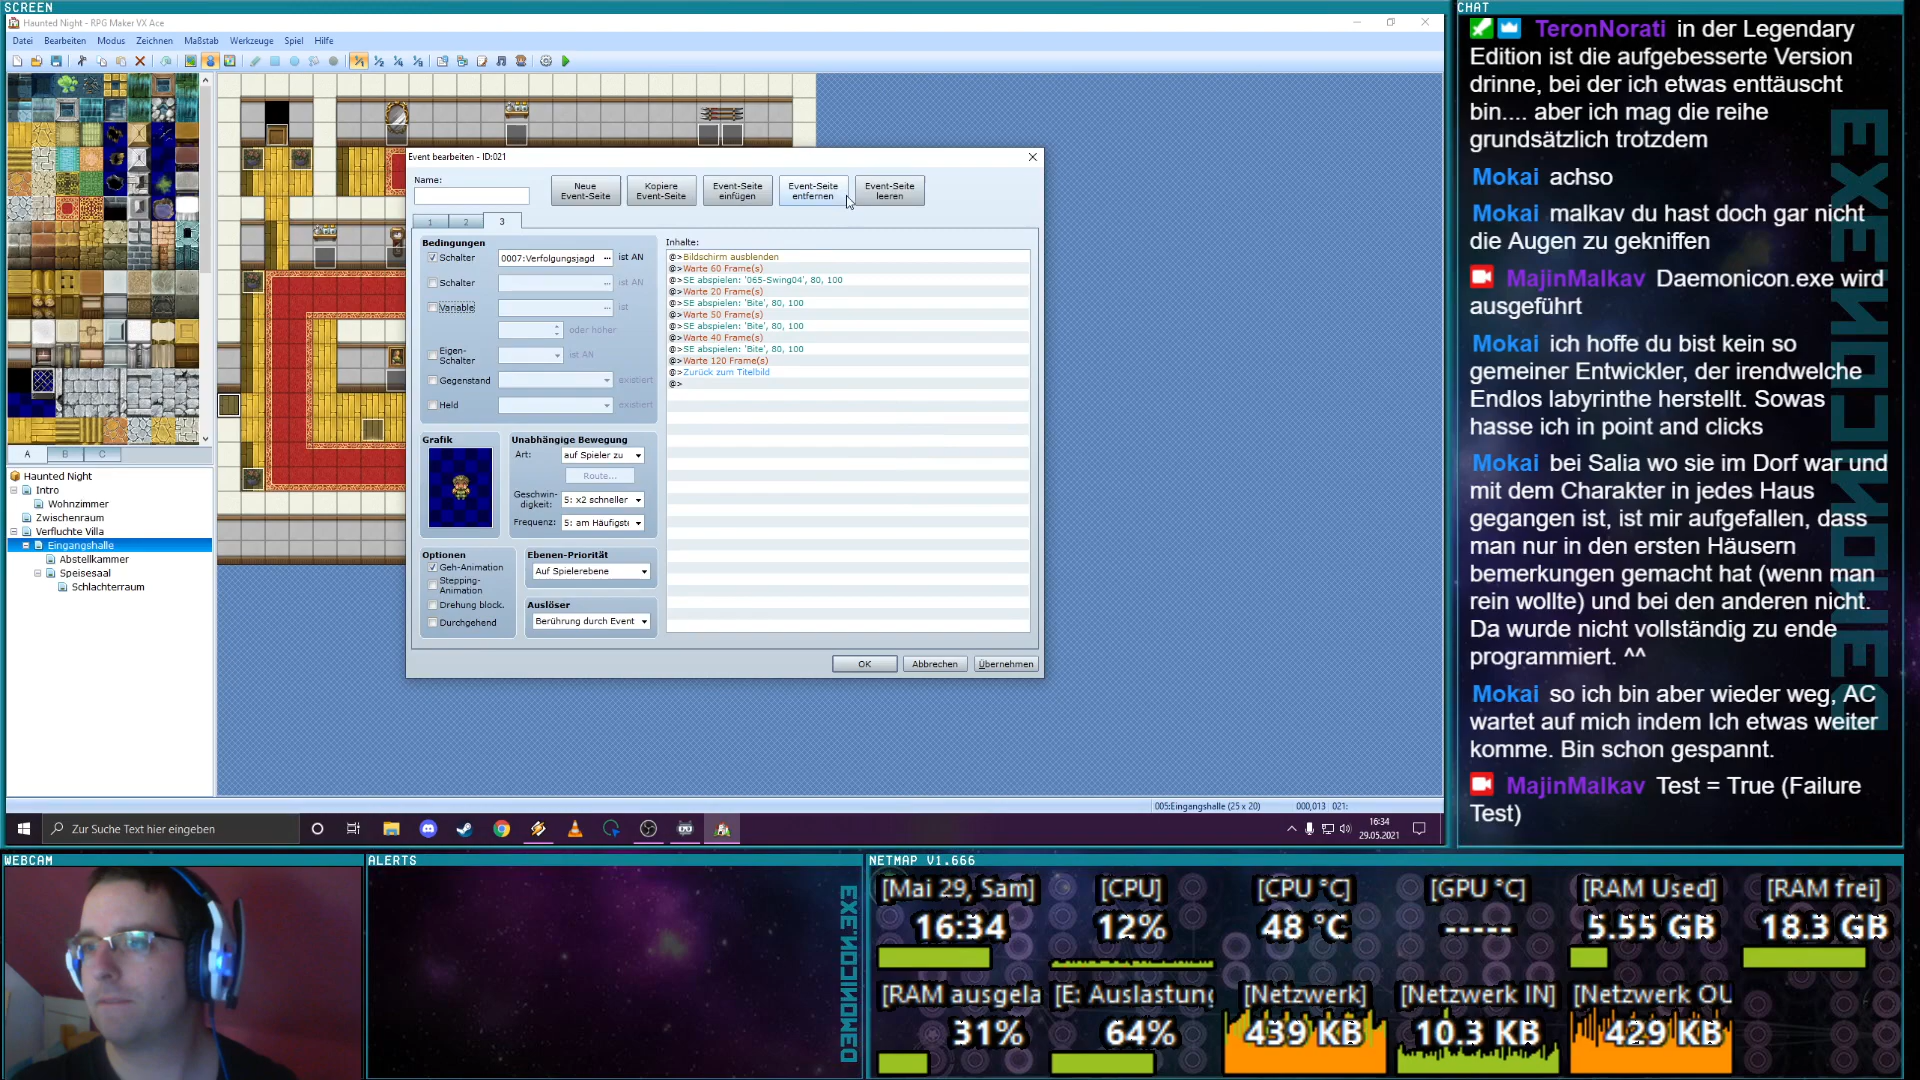 SCREEN
Haunted Night - RPG Maker VX Ace
Datei Bearbeiten Modus Zeichnen Maßstab Werkzeuge Spiel Hilfe
Event bearbeiten - ID:021
Name:
Neue Event-Seite
Kopiere Event-Seite
Event-Seite einfügen
Event-Seite entfernen
Event-Seite leeren
1 2 3
Bedingungen
Schalter 0007:Verfolgungsjagd ... ist AN
Schalter ... ist AN
Variable ... ist
oder höher
Eigen-Schalter ist AN
Gegenstand existiert
Held existiert
Grafik
Unabhängige Bewegung
Art: auf Spieler zu
Route...
Geschwin-digkeit: 5: x2 schneller
Frequenz: 5: am Häufigst
Optionen
Geh-Animation
Stepping-Animation
Drehung block.
Durchgehend
Ebenen-Priorität
Auf Spielerebene
Auslöser
Berührung durch Event
Inhalte:
@>Bildschirm ausblenden
@>Warte 60 Frame(s)
@>SE abspielen: '065-Swing04', 80, 100
@>Warte 20 Frame(s)
@>SE abspielen: 'Bite', 80, 100
@>Warte 50 Frame(s)
@>SE abspielen: 'Bite', 80, 100
@>Warte 40 Frame(s)
@>SE abspielen: 'Bite', 80, 100
@>Warte 120 Frame(s)
@>Zurück zum Titelbild
@>
OK Abbrechen Übernehmen
A B C
Haunted Night
Intro
Wohnzimmer
Zwischenraum
Verfluchte Villa
Eingangshalle
Abstellkammer
Speisesaal
Schlachterraum
005:Eingangshalle (25 x 20) 000,013 021:
Zur Suche Text hier eingeben
16:34
29.05.2021
CHAT
TeronNorati in der Legendary
Edition ist die aufgebesserte Version
drinne, bei der ich etwas enttäuscht
bin.... aber ich mag die reihe
grundsätzlich trotzdem
Mokai achso
Mokai malkav du hast doch gar nicht
die Augen zu gekniffen
MajinMalkav Daemonicon.exe wird
ausgeführt
Mokai ich hoffe du bist kein so
gemeiner Entwickler, der irendwelche
Endlos labyrinthe herstellt. Sowas
hasse ich in point and clicks
Mokai bei Salia wo sie im Dorf war und
mit dem Charakter in jedes Haus
gegangen ist, ist mir aufgefallen, dass
man nur in den ersten Häusern
bemerkungen gemacht hat (wenn man
rein wollte) und bei den anderen nicht.
Da wurde nicht vollständig zu ende
programmiert. ^^
Mokai so ich bin aber wieder weg, AC
wartet auf mich indem Ich etwas weiter
komme. Bin schon gespannt.
MajinMalkav Test = True (Failure
Test)
WEBCAM
ALERTS
NETMAP V1.666
[Mai 29, Sam] [CPU] [CPU °C] [GPU °C] [RAM Used] [RAM frei]
16:34 12% 48 °C ----- 5.55 GB 18.3 GB
[RAM ausgela [E: Auslastung [Netzwerk] [Netzwerk IN] [Netzwerk OU
31% 64% 439 KB 10.3 KB 429 KB